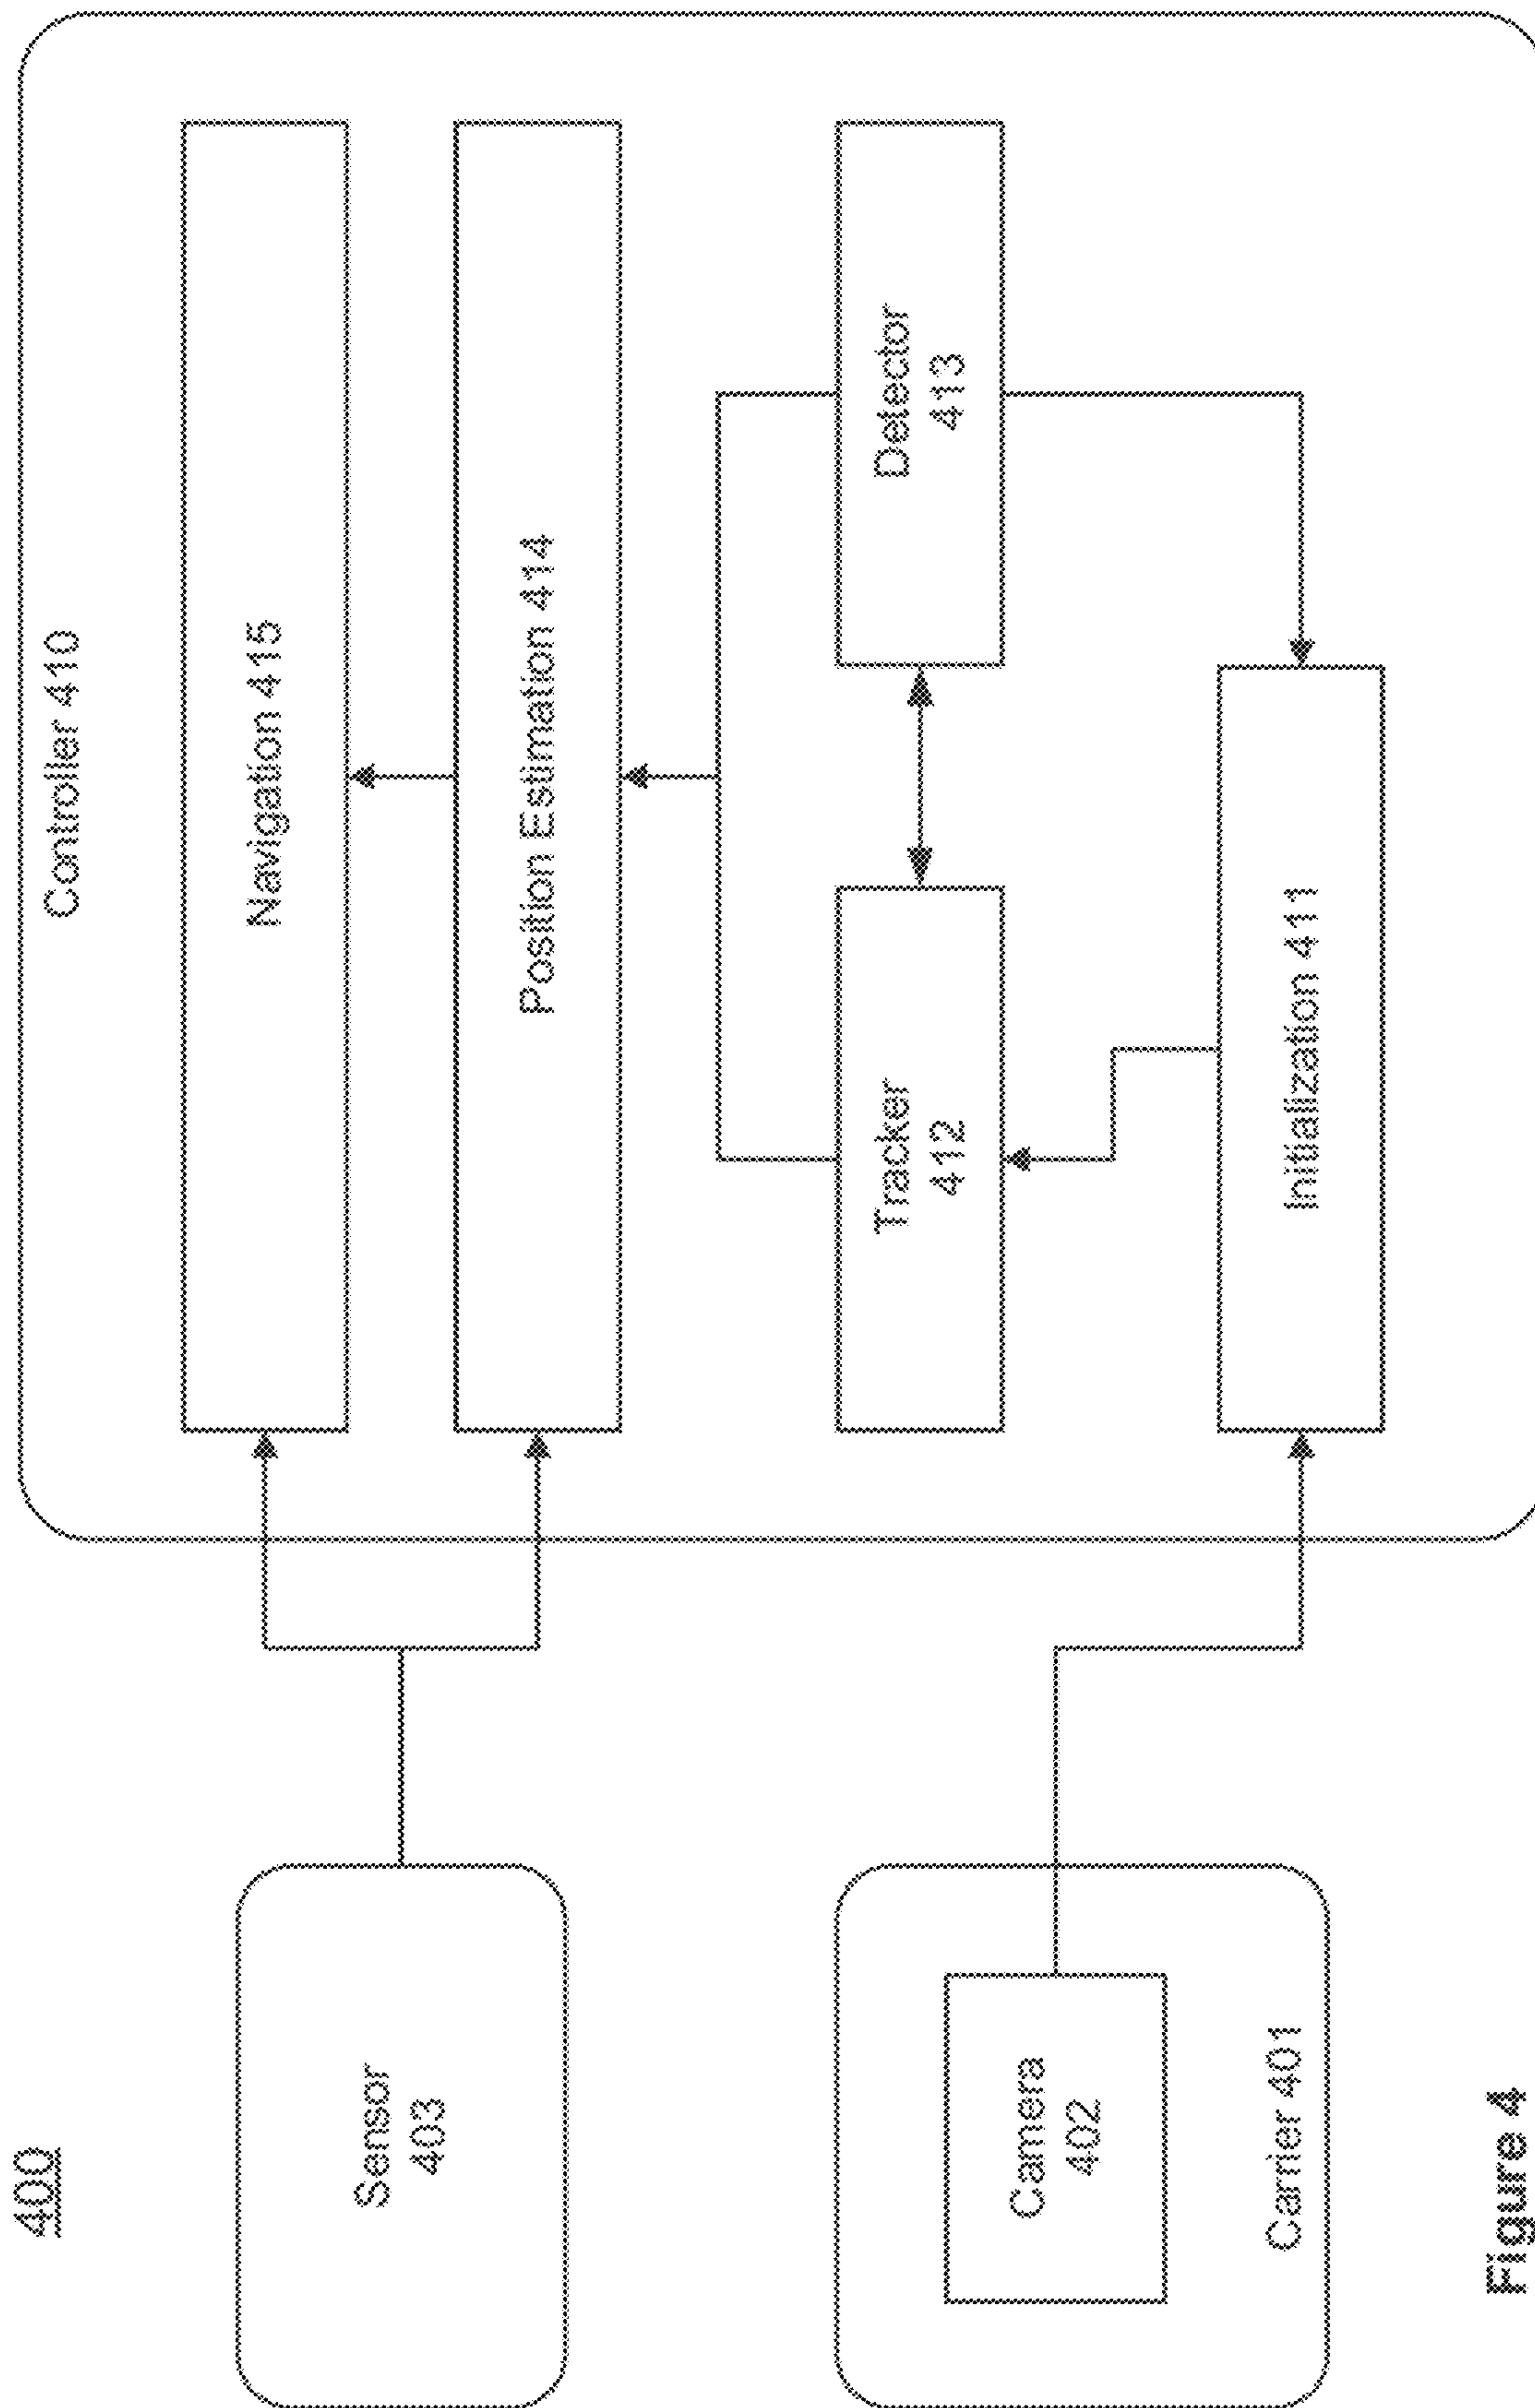 400
Controller 410
Navigation 415
Position Estimation 414
Sensor
403
Tracker
412
Detector
413
Camera
402
Carrier 401
Initialization 411
Figure 4